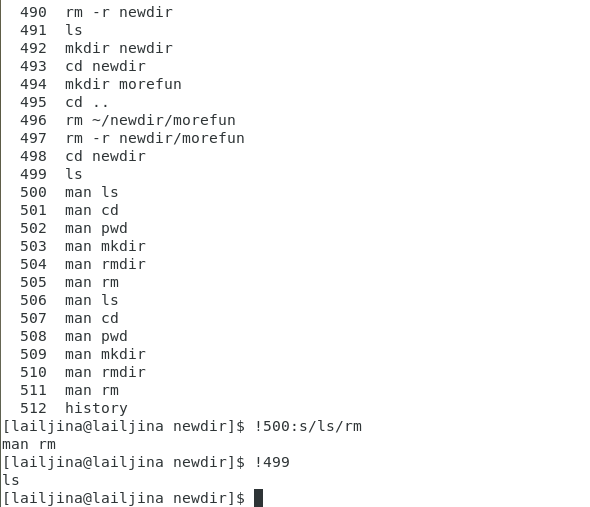 490 rm -r newdir
491 ls
492 mkdir newdir
493 cd newdir
494 mkdir morefun
495 cd ..
496 rm ~/newdir/morefun
497 rm -r newdir/morefun
498 cd newdir
499 ls
500 man ls
501 man cd
502 man pwd
503 man mkdir
504 man rmdir
505 man rm
506 man ls
507 man cd
508 man pwd
509 man mkdir
510 man rmdir
511 man rm
512 history
[lailjina@lailjina newdir]$ !500:s/ls/rm
man rm
[lailjina@lailjina newdir]$ !499
ls
[lailjina@lailjina newdir]$